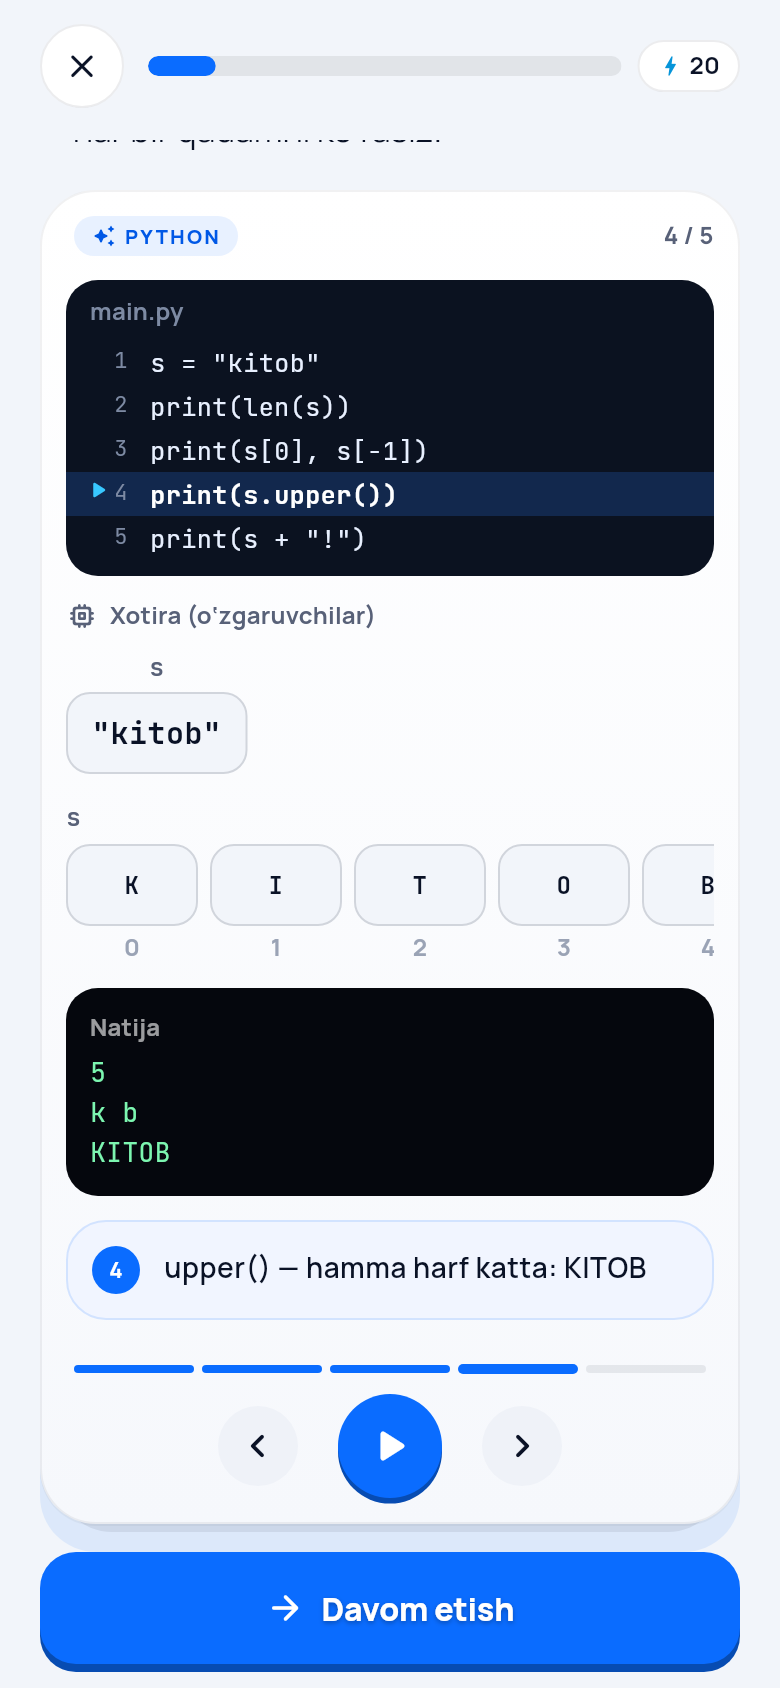 20
PYTHON
4 / 5
main.py
1 s = "kitob"
2 print(len(s))
3 print(s[0], s[-1])
4 print(s.upper())
5 print(s + "!")
Xotira (oʻzgaruvchilar)
s
"kitob"
s
K I T O B
0 1 2 3 4
Natija
5
k b
KITOB
4 upper() — hamma harf katta: KITOB
Davom etish